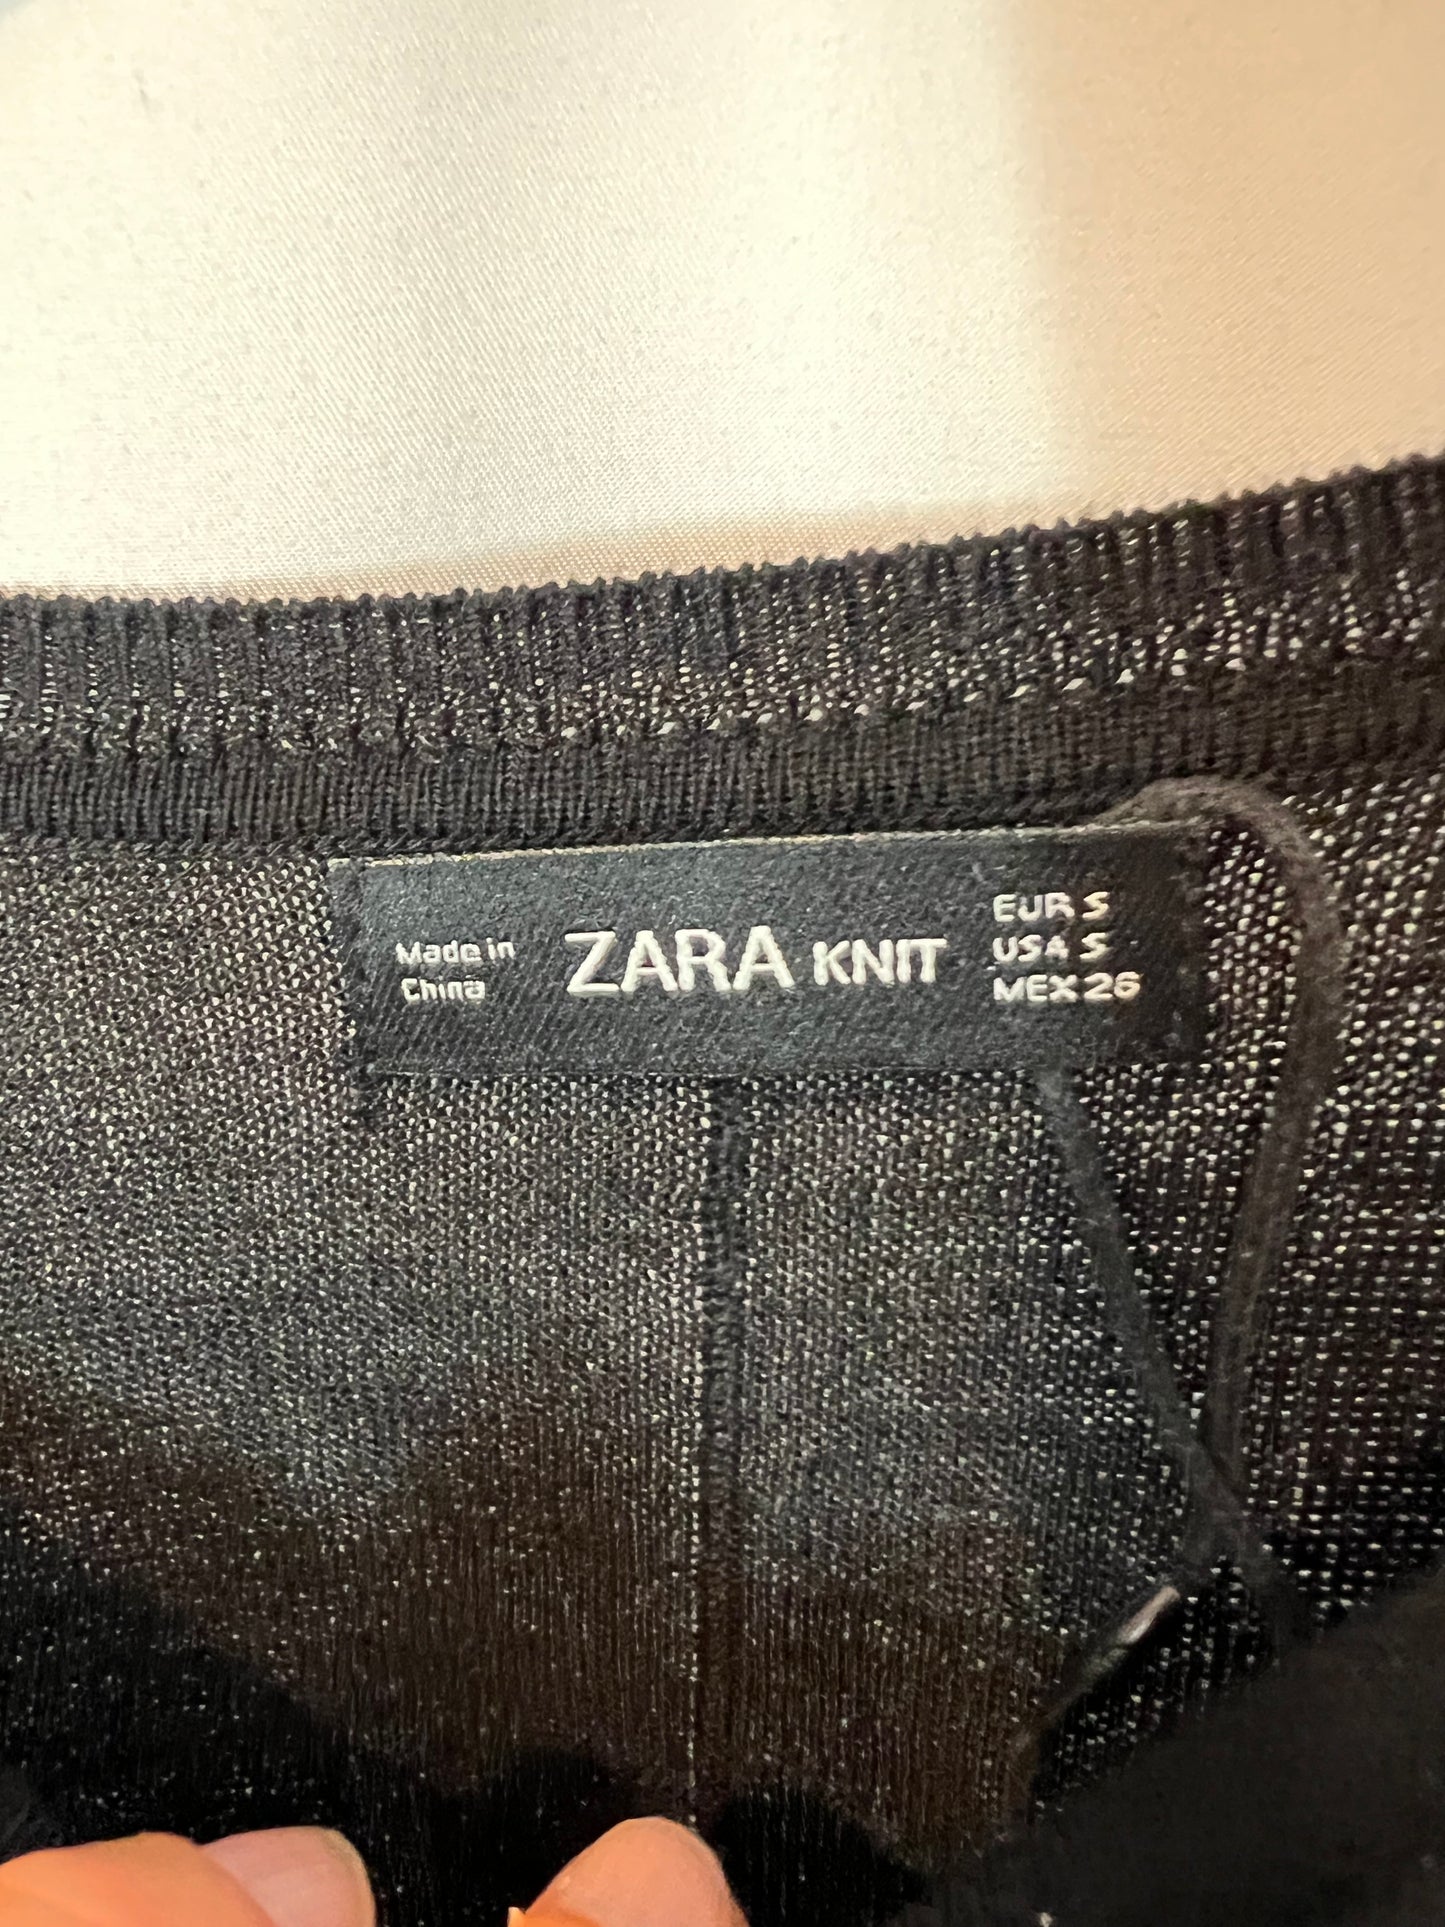 Made in
China
ZARA KNIT
EUR S
USA S
MEX 26